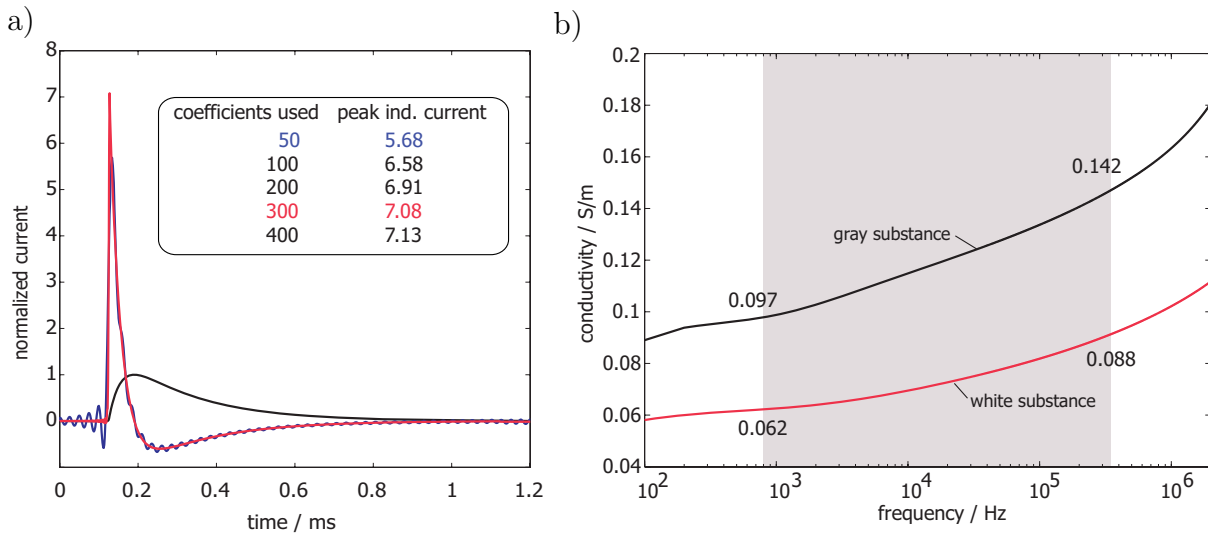 a)
8
7
6
5
4
3
2
1
0
normalized current
coefficients used peak ind. current
50 5.68
100 6.58
200 6.91
300 7.08
400 7.13
0 0.2 0.4 0.6 0.8 1 1.2
time / ms
b)
0.2
0.18
0.16
0.14
0.12
0.1
0.08
0.06
0.04
conductivity / S/m
0.142
gray substance
0.097
0.088
white substance
0.062
10^2 10^3 10^4 10^5 10^6
frequency / Hz